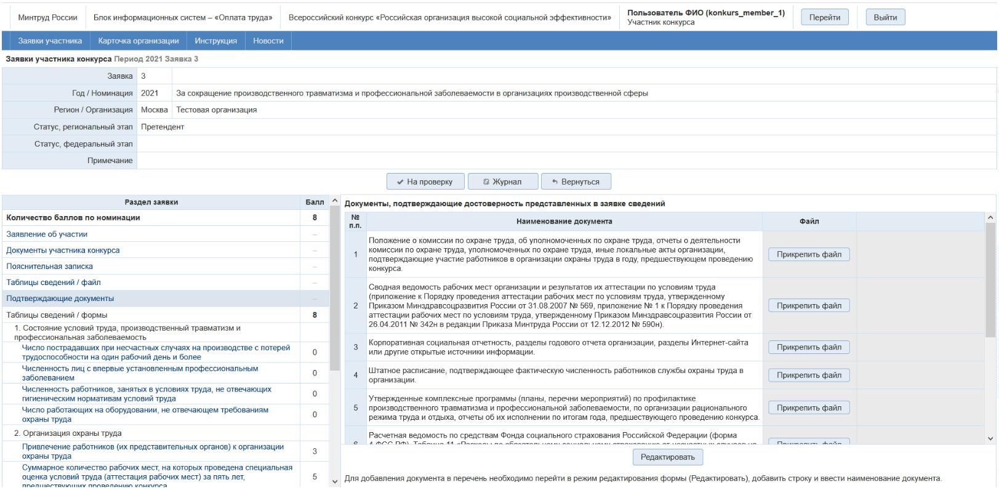 Минтруд России
Блок информационных систем – «Оплата труда»
Всероссийский конкурс «Российская организация высокой социальной эффективности»
Пользователь ФИО (konkurs_member_1)
Участник конкурса
Перейти
Выйти
Заявки участника
Карточка организации
Инструкция
Новости
Заявки участника конкурса Период 2021 Заявка 3
Заявка 3
Год / Номинация 2021 За сокращение производственного травматизма и профессиональной заболеваемости в организациях производственной сферы
Регион / Организация Москва Тестовая организация
Статус, региональный этап Претендент
Статус, федеральный этап
Примечание
На проверку
Журнал
Вернуться
Раздел заявки Балл
Количество баллов по номинации 8
Заявление об участии –
Документы участника конкурса –
Пояснительная записка –
Таблицы сведений / файл –
Подтверждающие документы –
Таблицы сведений / формы 8
1. Состояние условий труда, производственный травматизм и
профессиональная заболеваемость
Число пострадавших при несчастных случаях на производстве с потерей
трудоспособности на один рабочий день и более 0
Численность лиц с впервые установленным профессиональным
заболеванием 0
Численность работников, занятых в условиях труда, не отвечающих
гигиеническим нормативам условий труда 0
Число работающих на оборудовании, не отвечающем требованиям
охраны труда 0
2. Организация охраны труда
Привлечение работников (их представительных органов) к организации
охраны труда 3
Суммарное количество рабочих мест, на которых проведена специальная
оценка условий труда (аттестация рабочих мест) за пять лет, 5
предшествующих проведению конкурса
Документы, подтверждающие достоверность представленных в заявке сведений
№
п.п.
Наименование документа
Файл
1
Положение о комиссии по охране труда, об уполномоченных по охране труда, отчеты о деятельности
комиссии по охране труда, уполномоченных по охране труда, иные локальные акты организации,
подтверждающие участие работников в организации охраны труда в году, предшествующем проведению
конкурса.
Прикрепить файл
2
Сводная ведомость рабочих мест организации и результатов их аттестации по условиям труда
(приложение к Порядку проведения аттестации рабочих мест по условиям труда, утвержденному
Приказом Минздравсоцразвития России от 31.08.2007 № 569, приложение № 1 к Порядку проведения
аттестации рабочих мест по условиям труда, утвержденному Приказом Минздравсоцразвития России от
26.04.2011 № 342н в редакции Приказа Минтруда России от 12.12.2012 № 590н).
Прикрепить файл
3
Корпоративная социальная отчетность, разделы годового отчета организации, разделы Интернет-сайта
или другие открытые источники информации.
Прикрепить файл
4
Штатное расписание, подтверждающее фактическую численность работников службы охраны труда в
организации.
Прикрепить файл
5
Утвержденные комплексные программы (планы, перечни мероприятий) по профилактике
производственного травматизма и профессиональной заболеваемости, по организации рационального
режима труда и отдыха, отчеты об их исполнении по итогам года, предшествующего проведению конкурса.
Прикрепить файл
6
Расчетная ведомость по средствам Фонда социального страхования Российской Федерации (форма
4-ФСС РФ). Таблица 11 «Расходы по обязательному социальному страхованию от несчастных случаев на
Прикрепить файл
Редактировать
Для добавления документа в перечень необходимо перейти в режим редактирования формы (Редактировать), добавить строку и ввести наименование документа.